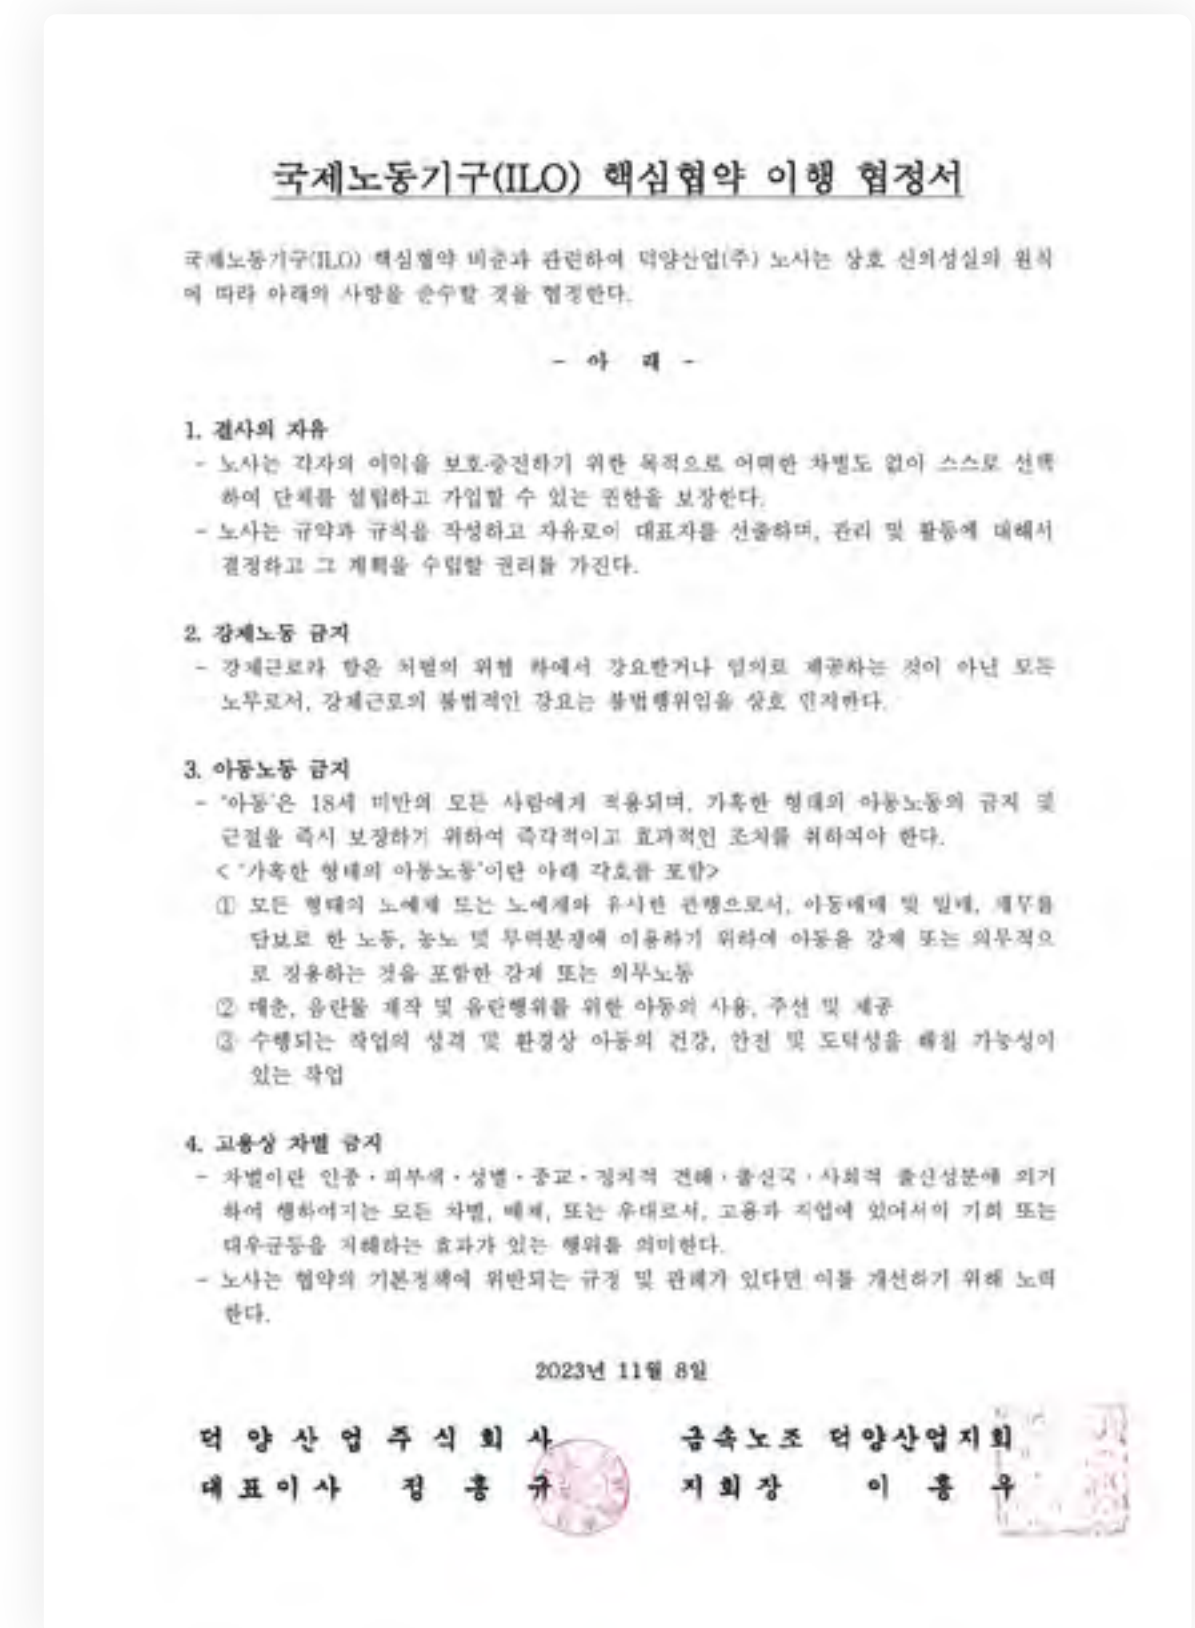 국제노동기구(ILO) 핵심협약 이행 협정서
국제노동기구(ILO) 핵심협약 비준과 관련하여 덕양산업(주) 노사는 상호 신의성실의 원칙
에 따라 아래의 사항을 준수할 것을 협정한다.
- 아 래 -
1. 결사의 자유
- 노사는 각자의 이익을 보호·증진하기 위한 목적으로 어떠한 차별도 없이 스스로 선택
하여 단체를 설립하고 가입할 수 있는 권한을 보장한다.
- 노사는 규약과 규칙을 작성하고 자유로이 대표자를 선출하며, 관리 및 활동에 대해서
결정하고 그 계획을 수립할 권리를 가진다.
2. 강제노동 금지
- 강제근로라 함은 처벌의 위협 하에서 강요받거나 임의로 제공하는 것이 아닌 모든
노무로서, 강제근로의 불법적인 강요는 불법행위임을 상호 인지한다.
3. 아동노동 금지
- '아동'은 18세 미만의 모든 사람에게 적용되며, 가혹한 형태의 아동노동의 금지 및
근절을 즉시 보장하기 위하여 즉각적이고 효과적인 조치를 취하여야 한다.
< '가혹한 형태의 아동노동'이란 아래 각호를 포함>
① 모든 형태의 노예제 또는 노예제와 유사한 관행으로서, 아동매매 및 밀매, 채무를
담보로 한 노동, 농노 및 무력분쟁에 이용하기 위하여 아동을 강제 또는 의무적으
로 징용하는 것을 포함한 강제 또는 의무노동
② 매춘, 음란물 제작 및 음란행위를 위한 아동의 사용, 주선 및 제공
③ 수행되는 작업의 성격 및 환경상 아동의 건강, 안전 및 도덕성을 해칠 가능성이
있는 작업
4. 고용상 차별 금지
- 차별이란 인종·피부색·성별·종교·정치적 견해·출신국·사회적 출신성분에 의거
하여 행하여지는 모든 차별, 배제, 또는 우대로서, 고용과 직업에 있어서의 기회 또는
대우균등을 저해하는 효과가 있는 행위를 의미한다.
- 노사는 협약의 기본정책에 위반되는 규정 및 관례가 있다면 이를 개선하기 위해 노력
한다.
2023년 11월 8일
덕 양 산 업 주 식 회 사 금속노조 덕양산업지회
대표이사 정 홍 규 지회장 이 홍 우